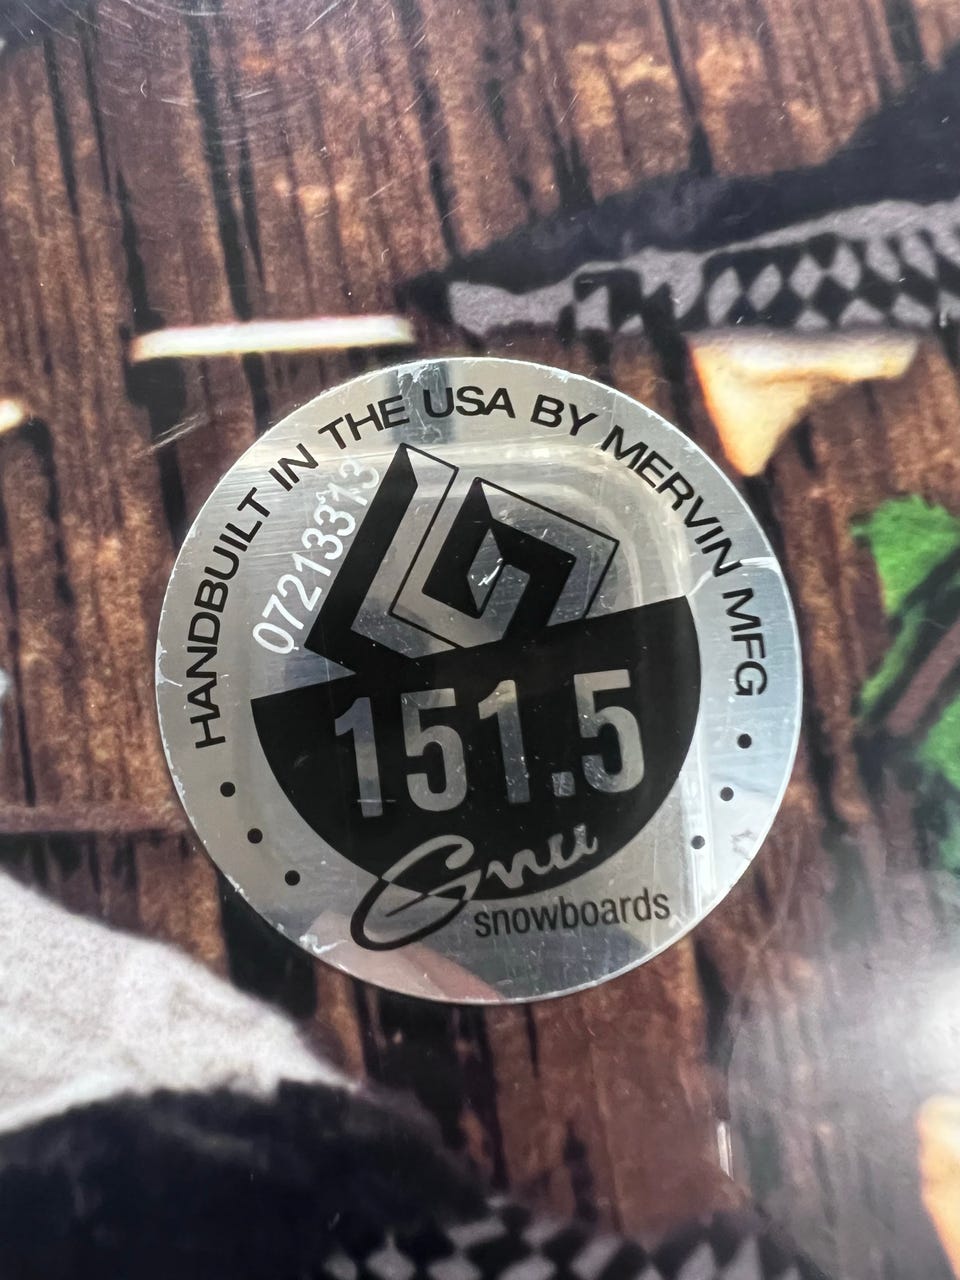 HANDBUILT IN THE USA BY MERVIN MFG
07213313
151.5
Gnu
snowboards